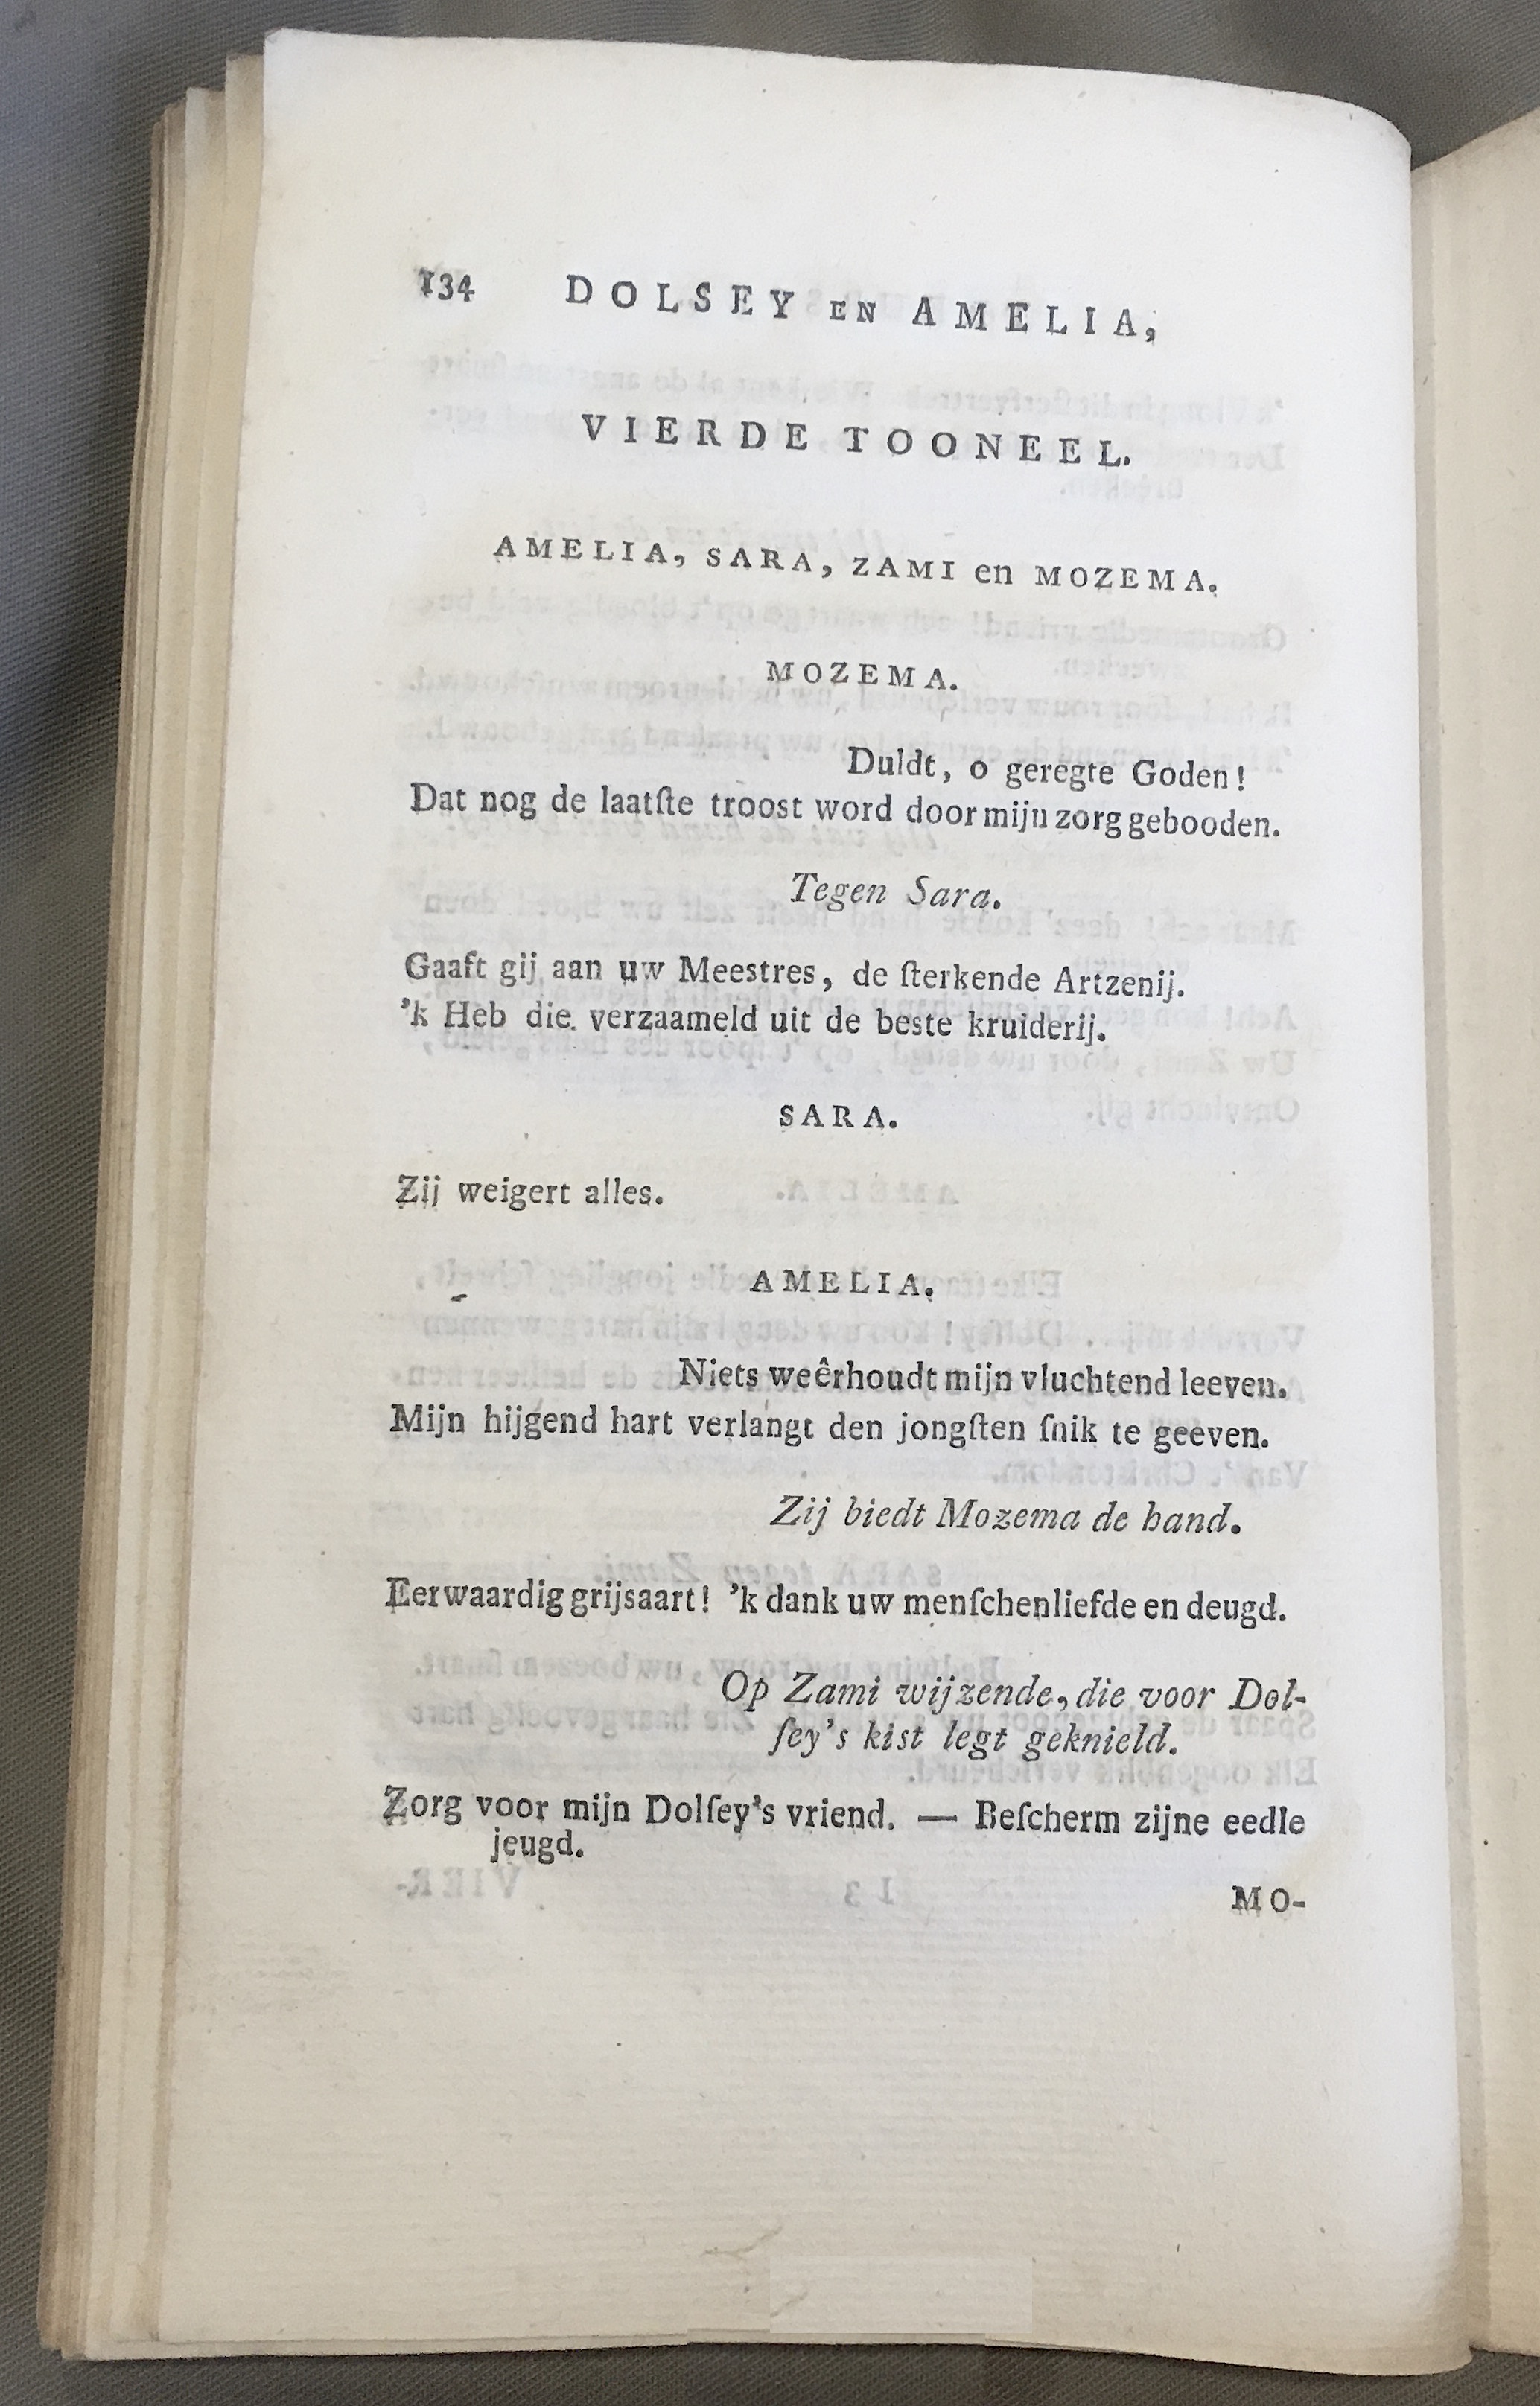 134 DOLSEY EN AMELIA,
VIERDE TOONEEL.
AMELIA, SARA, ZAMI en MOZEMA.
MOZEMA.
Duldt, o geregte Goden!
Dat nog de laatſte troost word door mijn zorg gebooden.
Tegen Sara.
Gaaft gij aan uw Meestres, de ſterkende Artzenij.
'k Heb die verzaameld uit de beste kruiderij.
SARA.
Zij weigert alles.
AMELIA.
Niets weêrhoudt mijn vluchtend leeven.
Mijn hijgend hart verlangt den jongſten ſnik te geeven.
Zij biedt Mozema de hand.
Eerwaardig grijsaart! 'k dank uw menſchenliefde en deugd.
Op Zami wijzende, die voor Dol-
ſey's kist legt geknield.
Zorg voor mijn Dolſey's vriend. — Beſcherm zijne eedle
jeugd.
MO-